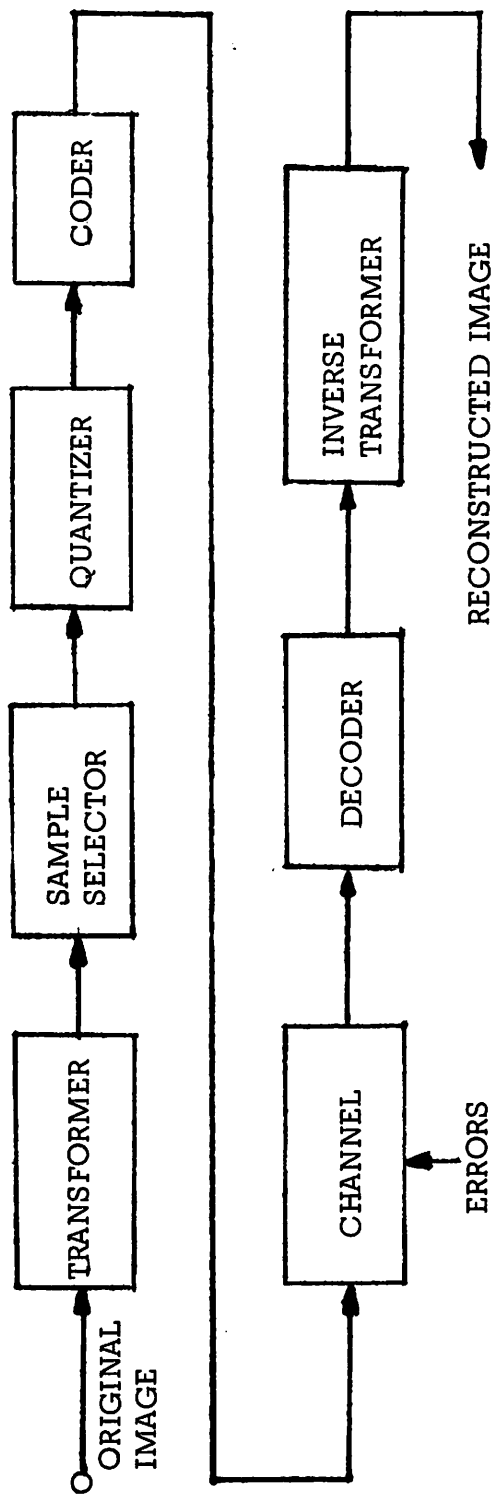 ORIGINAL
IMAGE
TRANSFORMER
SAMPLE
SELECTOR
QUANTIZER
CODER
CHANNEL
ERRORS
DECODER
INVERSE
TRANSFORMER
RECONSTRUCTED IMAGE